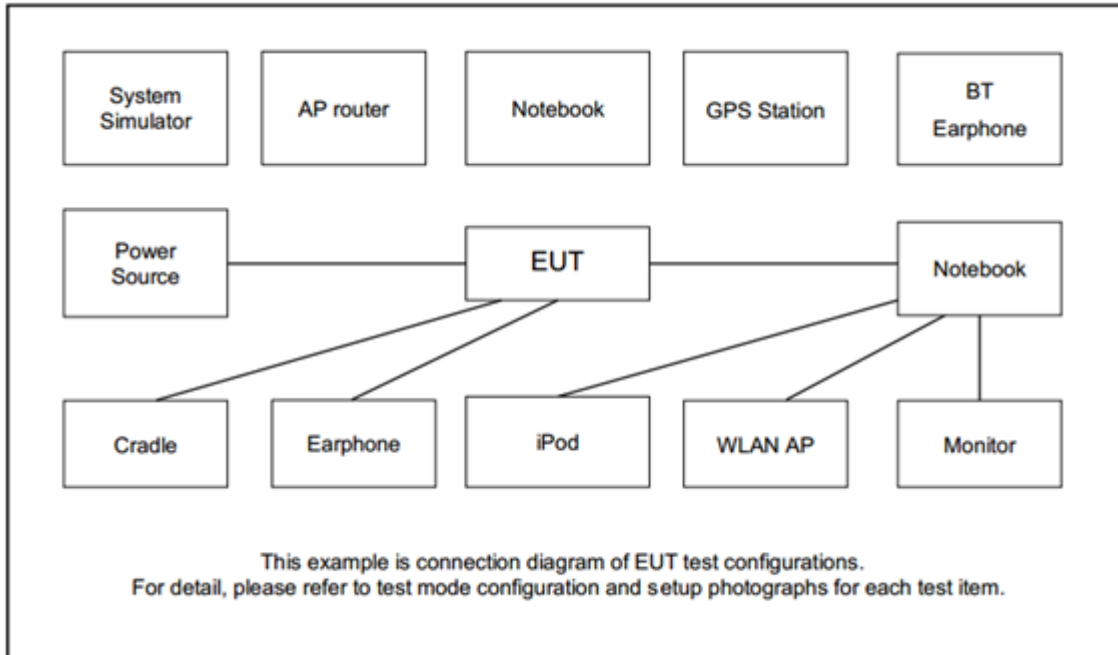 System
Simulator
AP router
Notebook
GPS Station
BT
Earphone
Power
Source
EUT
Notebook
Cradle
Earphone
iPod
WLAN AP
Monitor
This example is connection diagram of EUT test configurations.
For detail, please refer to test mode configuration and setup photographs for each test item.